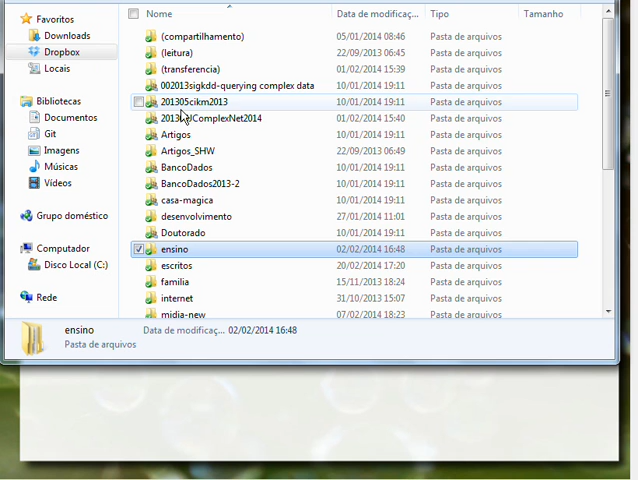 Nome Data de modificaç... Tipo Tamanho
Favoritos
Downloads
Dropbox
Locais
Bibliotecas
Documentos
Git
Imagens
Músicas
Vídeos
Grupo doméstico
Computador
Disco Local (C:)
Rede
(compartilhamento) 05/01/2014 08:46 Pasta de arquivos
(leitura) 22/09/2013 06:45 Pasta de arquivos
(transferencia) 01/02/2014 15:39 Pasta de arquivos
002013sigkdd-querying complex data 10/01/2014 19:11 Pasta de arquivos
201305cikm2013 10/01/2014 19:11 Pasta de arquivos
01/02/2014 15:40 Pasta de arquivos
Artigos 10/01/2014 19:11 Pasta de arquivos
Artigos_SHW 22/09/2013 06:49 Pasta de arquivos
BancoDados 10/01/2014 19:11 Pasta de arquivos
BancoDados2013-2 10/01/2014 19:11 Pasta de arquivos
casa-magica 10/01/2014 19:11 Pasta de arquivos
desenvolvimento 27/01/2014 11:01 Pasta de arquivos
Doutorado 10/01/2014 19:11 Pasta de arquivos
ensino 02/02/2014 16:48 Pasta de arquivos
escritos 20/02/2014 17:20 Pasta de arquivos
familia 15/11/2013 18:24 Pasta de arquivos
internet 31/10/2013 15:07 Pasta de arquivos
midia-new 07/02/2014 18:23 Pasta de arquivos
ensino Data de modificaç... 02/02/2014 16:48
Pasta de arquivos